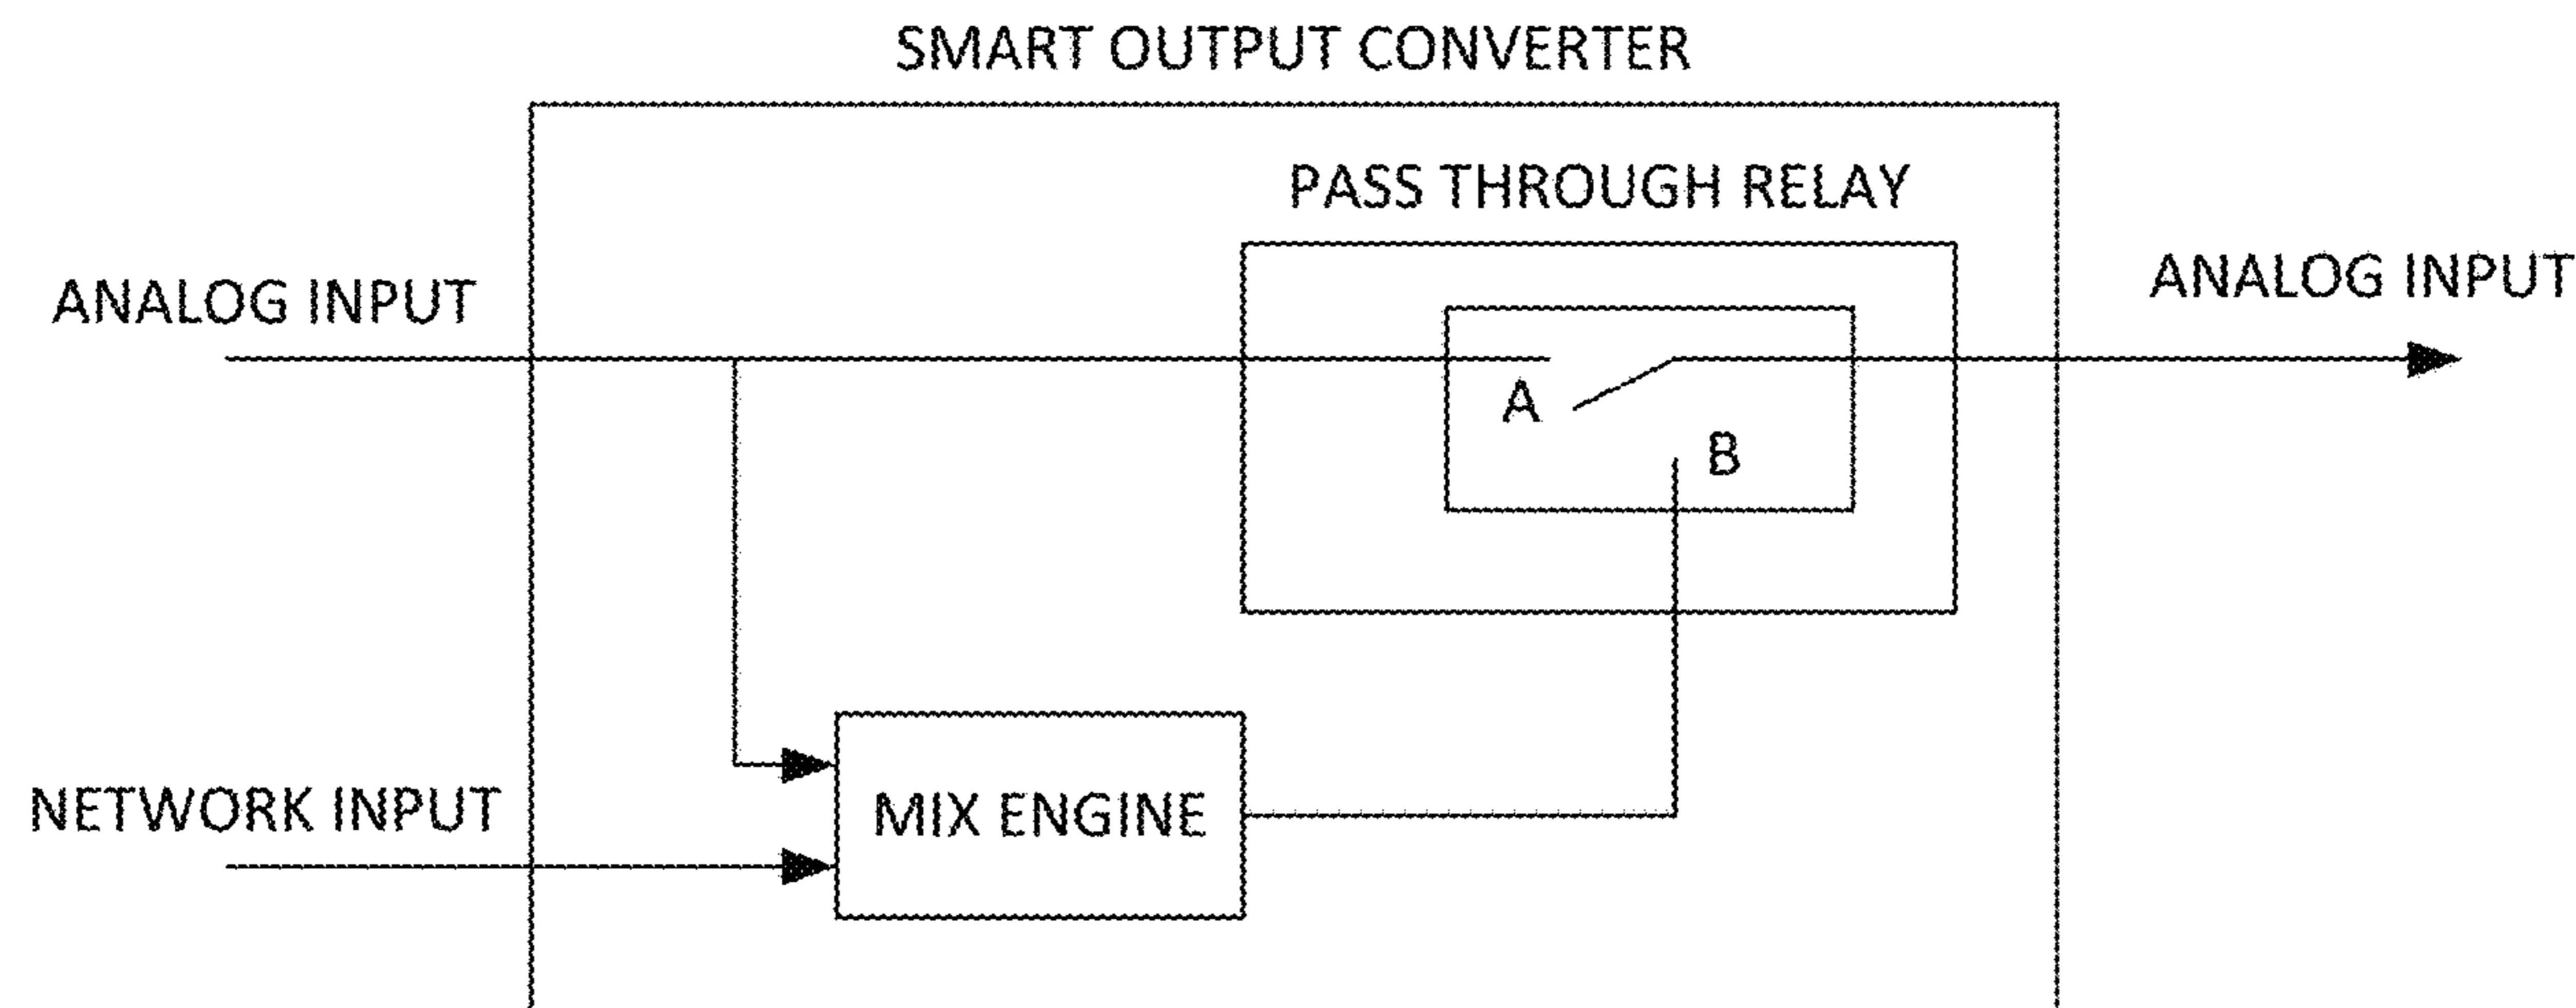 SMART OUTPUT CONVERTER
PASS THROUGH RELAY
ANALOG INPUT
ANALOG INPUT
A
B
NETWORK INPUT
MIX ENGINE